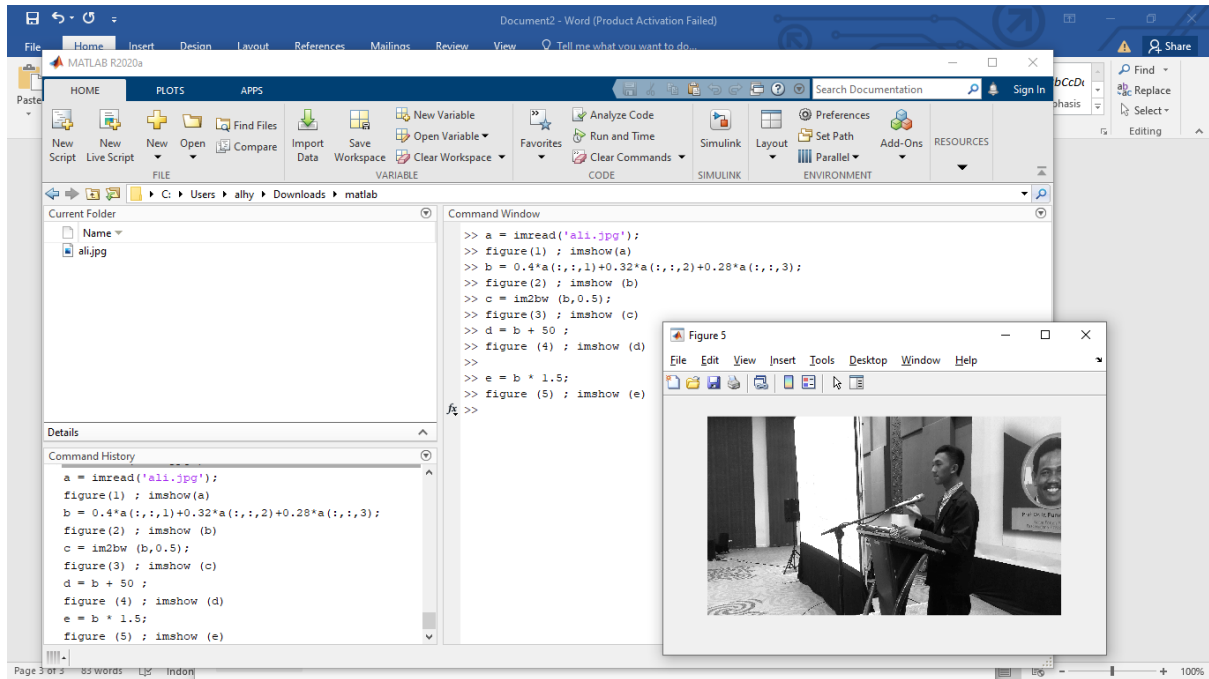 Document2 - Word (Product Activation Failed)
File Home Insert Design Layout References Mailings Review View Tell me what you want to do... Share
MATLAB R2020a
HOME PLOTS APPS Search Documentation Sign In
Paste
New Script
New Live Script
New
Open
Find Files
Compare
FILE
Import Data
Save Workspace
New Variable
Open Variable
Clear Workspace
VARIABLE
Favorites
Analyze Code
Run and Time
Clear Commands
CODE
Simulink
SIMULINK
Layout
Preferences
Set Path
Parallel
ENVIRONMENT
Add-Ons
RESOURCES
Find
Replace
Select
Editing
C: Users alhy Downloads matlab
Current Folder
Name
ali.jpg
Details
Command History
a = imread('ali.jpg');
figure(1) ; imshow(a)
b = 0.4*a(:,:,1)+0.32*a(:,:,2)+0.28*a(:,:,3);
figure(2) ; imshow (b)
c = im2bw (b,0.5);
figure(3) ; imshow (c)
d = b + 50 ;
figure (4) ; imshow (d)
e = b * 1.5;
figure (5) ; imshow (e)
Command Window
>> a = imread('ali.jpg');
>> figure(1) ; imshow(a)
>> b = 0.4*a(:,:,1)+0.32*a(:,:,2)+0.28*a(:,:,3);
>> figure(2) ; imshow (b)
>> c = im2bw (b,0.5);
>> figure(3) ; imshow (c)
>> d = b + 50 ;
>> figure (4) ; imshow (d)
>>
>> e = b * 1.5;
>> figure (5) ; imshow (e)
fx >>
Figure 5
File Edit View Insert Tools Desktop Window Help
Page 3 of 3 83 words Indon
100%